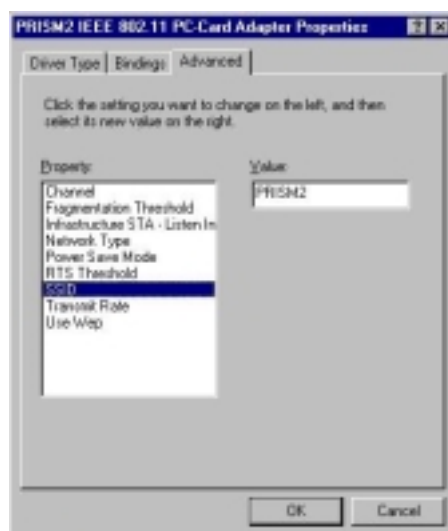 PRISM2 IEEE 802.11 PC-Card Adapter Properties
Driver Type
Bindings
Advanced
Click the setting you want to change on the left, and then
select its new value on the right.
Property:
Channel
Fragmentation Threshold
Infrastructure STA - Listen In
Network Type
Power Save Mode
RTS Threshold
SSID
Transmit Rate
Use Wep
Value:
PRISM2
OK
Cancel